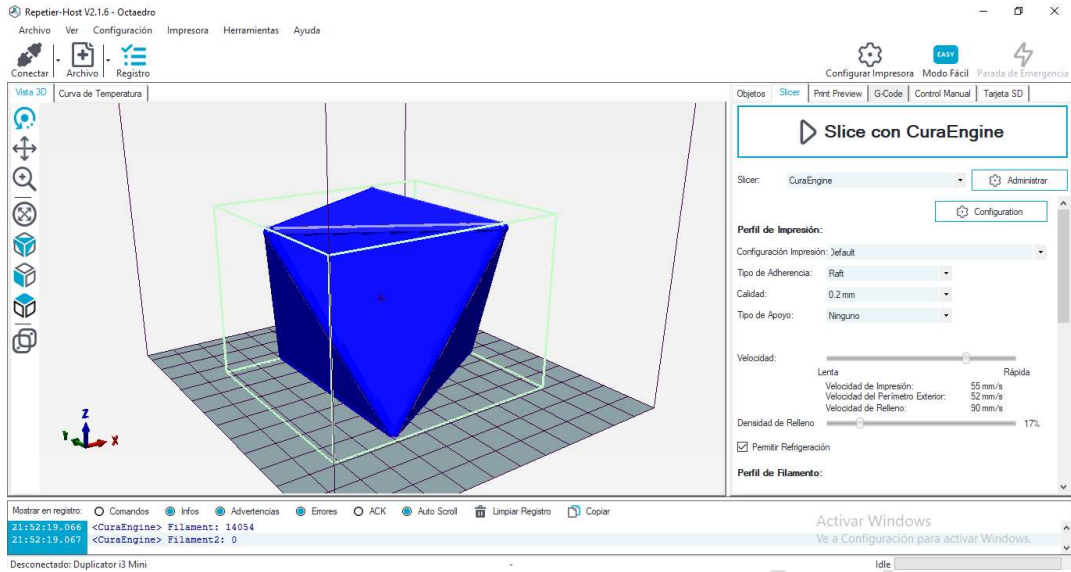 Repetier-Host V2.1.6 - Octaedro
Archivo Ver Configuración Impresora Herramientas Ayuda
Conectar Archivo Registro Configurar Impresora EASY Modo Fácil Parada de Emergencia
Vista 3D Curva de Temperatura
Objetos Slicer Print Preview G-Code Control Manual Tarjeta SD
Slice con CuraEngine
Slicer: CuraEngine Administrar
Configuration
Perfil de Impresión:
Configuración Impresión: Default
Tipo de Adherencia: Raft
Calidad: 0.2 mm
Tipo de Apoyo: Ninguno
Velocidad:
Lenta Rápida
Velocidad de Impresión: 55 mm/s
Velocidad del Perímetro Exterior: 52 mm/s
Velocidad de Relleno: 90 mm/s
Densidad de Relleno 17%
Permitir Refrigeración
Perfil de Filamento:
Z
Y
X
Mostrar en registro: Comandos Infos Advertencias Errores ACK Auto Scroll Limpiar Registro Copiar
21:52:19.066 <CuraEngine> Filament: 14054
21:52:19.067 <CuraEngine> Filament2: 0
Activar Windows
Ve a Configuración para activar Windows.
Desconectado: Duplicator i3 Mini - Idle